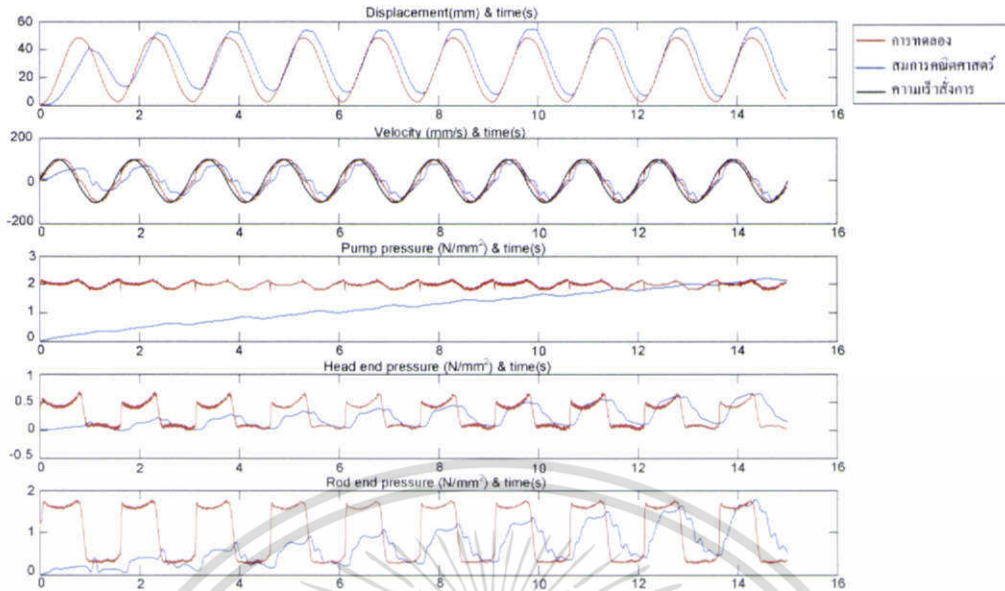 Displacement(mm) & time(s)
60
40
20
0
0 2 4 6 8 10 12 14 16
การทดลอง
สมการคณิตศาสตร์
ความเร็วสั่งการ
Velocity (mm/s) & time(s)
200
0
-200
0 2 4 6 8 10 12 14 16
Pump pressure (N/mm²) & time(s)
3
2
1
0
0 2 4 6 8 10 12 14 16
Head end pressure (N/mm²) & time(s)
1
0.5
0
-0.5
0 2 4 6 8 10 12 14 16
Rod end pressure (N/mm²) & time(s)
2
1
0
0 2 4 6 8 10 12 14 16